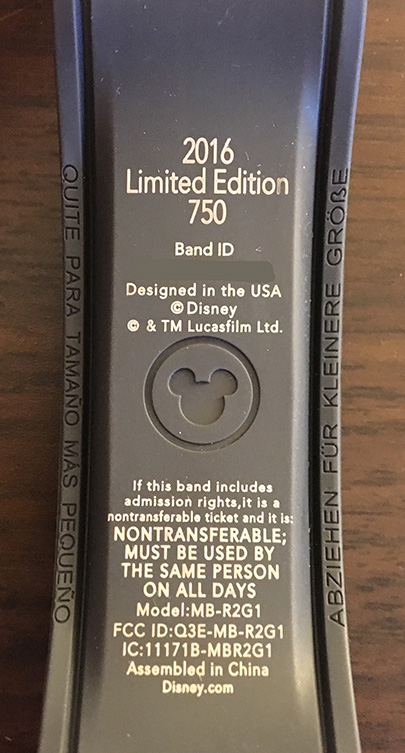 2016
Limited Edition
750
Band ID
Designed in the USA
© Disney
© & TM Lucasfilm Ltd.
If this band includes
admission rights,it is a
nontransferable ticket and it is:
NONTRANSFERABLE;
MUST BE USED BY
THE SAME PERSON
ON ALL DAYS
Model:MB-R2G1
FCC ID:Q3E-MB-R2G1
IC:11171B-MBR2G1
Assembled in China
Disney.com
QUITE PARA TAMAÑO MÁS PEQUEÑO
ABZIEHEN FÜR KLEINERE GRÖßE